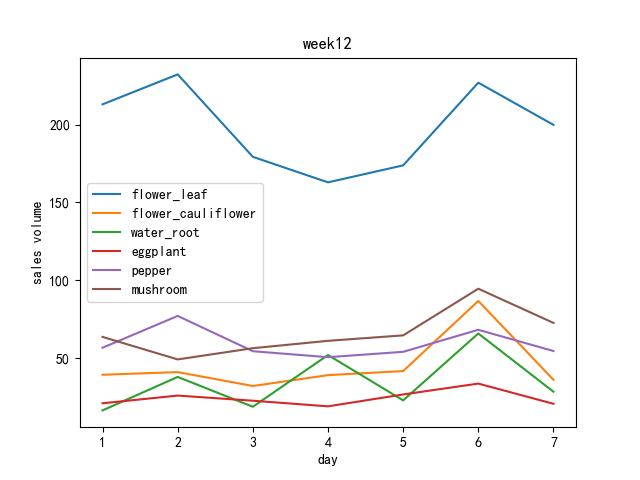 week12
200
150
100
50
sales volume
flower_leaf
flower_cauliflower
water_root
eggplant
pepper
mushroom
1 2 3 4 5 6 7
day